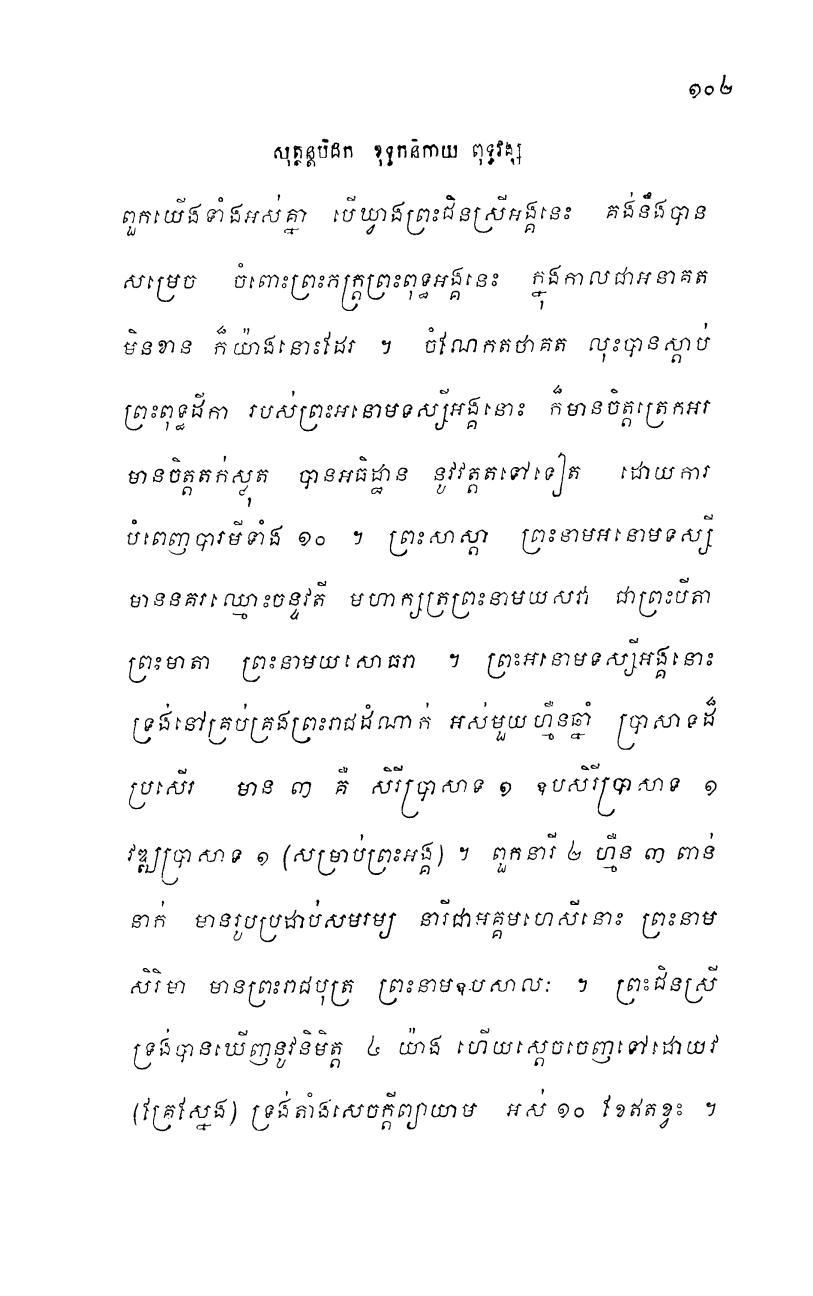 ១០២
សុត្តន្តបិដក ខុទ្ទកនិកាយ ពុទ្ធវង្ស
ពួកយើងទាំងអស់គ្នា បើឃ្វាងព្រះជិនស្រីអង្គនេះ គង់នឹងបាន
សម្រេច ចំពោះព្រះភក្ត្រព្រះពុទ្ធអង្គនេះ ក្នុងកាលជាអនាគត
មិនខាន ក៏យ៉ាងនោះដែរ ។ ចំណែកតថាគត លុះបានស្តាប់
ព្រះពុទ្ធដីកា របស់ព្រះអនោមទស្សីអង្គនោះ ក៏មានចិត្តត្រេកអរ
មានចិត្តតក់ស្លុត បានអធិដ្ឋាន នូវវត្តតទៅទៀត ដោយការ
បំពេញបារមីទាំង ១០ ។ ព្រះសាស្តា ព្រះនាមអនោមទស្សី
មាននគរឈ្មោះចន្ទវតី មហាក្សត្រព្រះនាមយសវា ជាព្រះបីតា
ព្រះមាតា ព្រះនាមយសោធរា ។ ព្រះអនោមទស្សីអង្គនោះ
ទ្រង់នៅគ្រប់គ្រងព្រះរាជដំណាក់ អស់មួយហ្មឺនឆ្នាំ ប្រាសាទដ៏
ប្រសើរ មាន ៣ គឺ សិរីប្រាសាទ ១ ឧបសិរីប្រាសាទ ១
វឌ្ឍប្រាសាទ ១ (សម្រាប់ព្រះអង្គ) ។ ពួកនារី ២ ហ្មឺន ៣ ពាន់
នាក់ មានរូបប្រដាប់សមរម្យ នារីជាអគ្គមហេសីនោះ ព្រះនាម
សិរិមា មានព្រះរាជបុត្រ ព្រះនាមឧបសាលៈ ។ ព្រះជិនស្រី
ទ្រង់បានឃើញនូវនិមិត្ត ៤ យ៉ាង ហើយស្តេចចេញទៅដោយវ
(គ្រែស្នែង) ទ្រង់តាំងសេចក្តីព្យាយាម អស់ ១០ ខែឥតខ្វះ ។